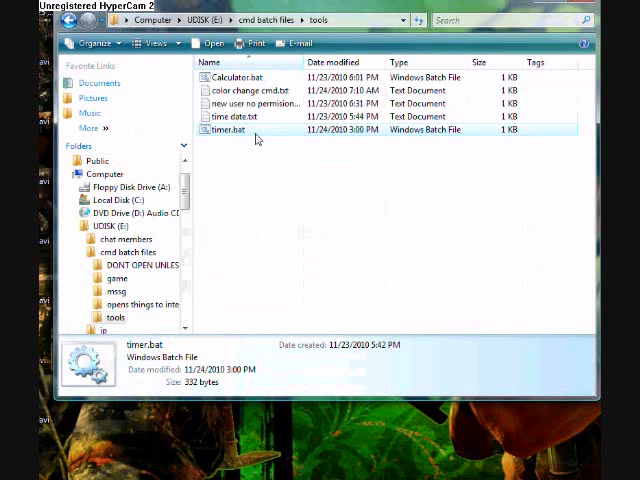 Unregistered HyperCam 2
Computer ▸ UDISK (E:) ▸ cmd batch files ▸ tools
Search
Organize Views Open Print E-mail
Favorite Links
Documents
Pictures
Music
More »
Folders
Public
Computer
Floppy Disk Drive (A:)
Local Disk (C:)
DVD Drive (D:) Audio CD
UDISK (E:)
chat members
cmd batch files
DONT OPEN UNLES
game
mssg
opens things to inte
tools
ip
Name Date modified Type Size Tags
Calculator.bat 11/23/2010 6:01 PM Windows Batch File 1 KB
color change cmd.txt 11/24/2010 7:10 AM Text Document 1 KB
new user no permision... 11/23/2010 6:31 PM Text Document 1 KB
time date.txt 11/23/2010 5:44 PM Text Document 1 KB
timer.bat 11/24/2010 3:00 PM Windows Batch File 1 KB
timer.bat Date created: 11/23/2010 5:42 PM
Windows Batch File
Date modified: 11/24/2010 3:00 PM
Size: 332 bytes
avi
avi
avi
avi
avi